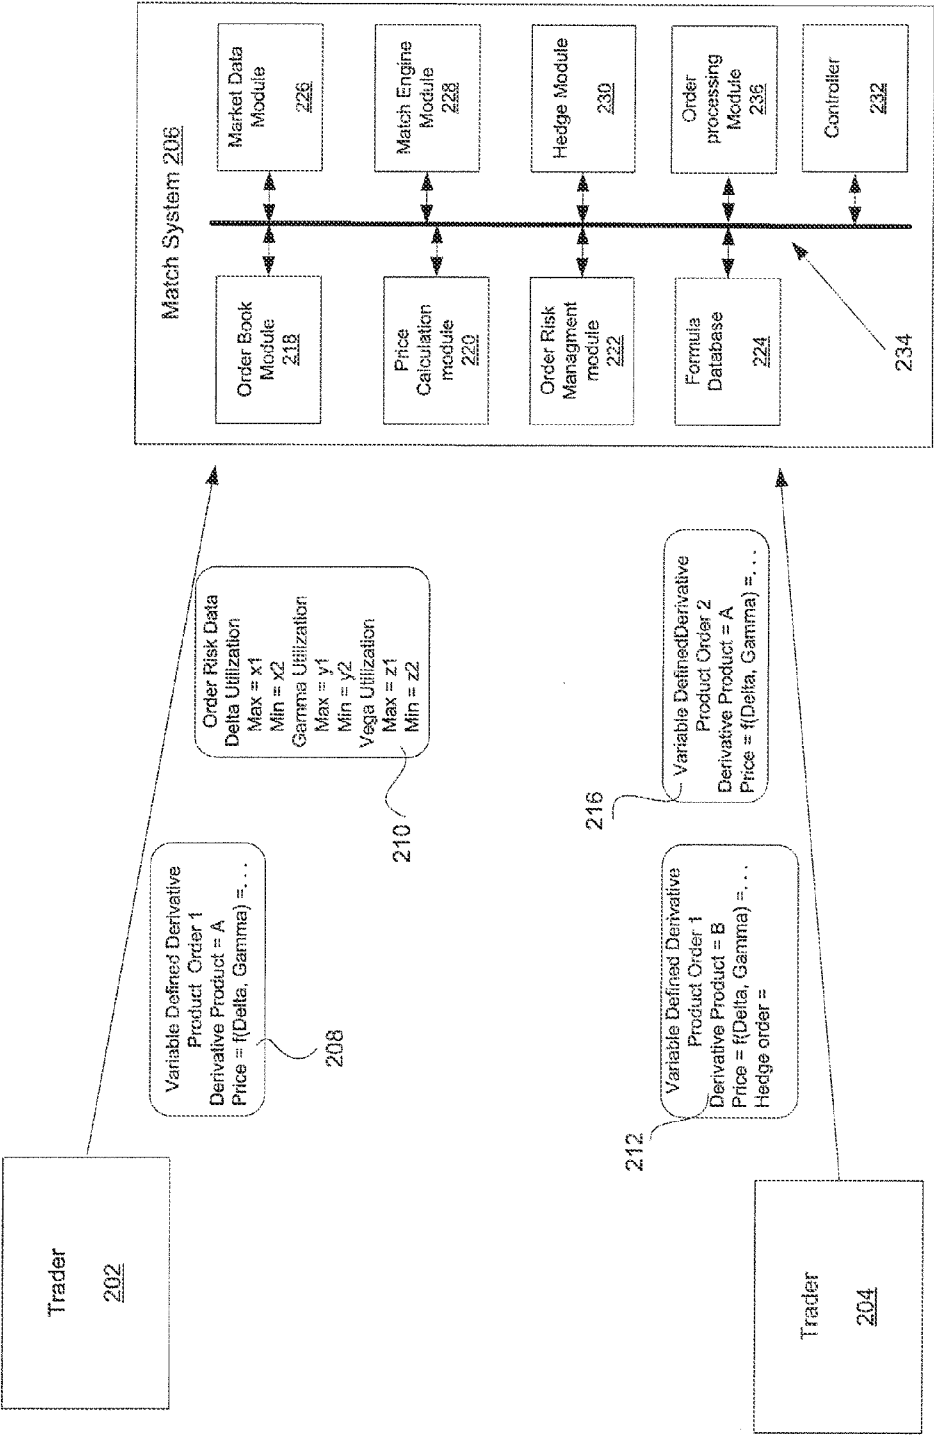 Trader
202
Variable Defined Derivative
Product Order 1
Derivative Product = A
Price = f(Delta, Gamma) =. . .
208
Order Risk Data
Delta Utilization
Max = x1
Min = x2
Gamma Utilization
Max = y1
Min = y2
Vega Utilization
Max = z1
Min = z2
210
Trader
204
Variable Defined Derivative
Product Order 1
Derivative Product = B
Price = f(Delta, Gamma) =. . .
Hedge order =
212
Variable DefinedDerivative
Product Order 2
Derivative Product = A
Price = f(Delta, Gamma) =. . .
216
Match System 206
Order Book
Module
218
Price
Calculation
module
220
Order Risk
Managment
module
222
Formula
Database
224
Market Data
Module
226
Match Engine
Module
228
Hedge Module
230
Order
processing
Module
236
Controller
232
234